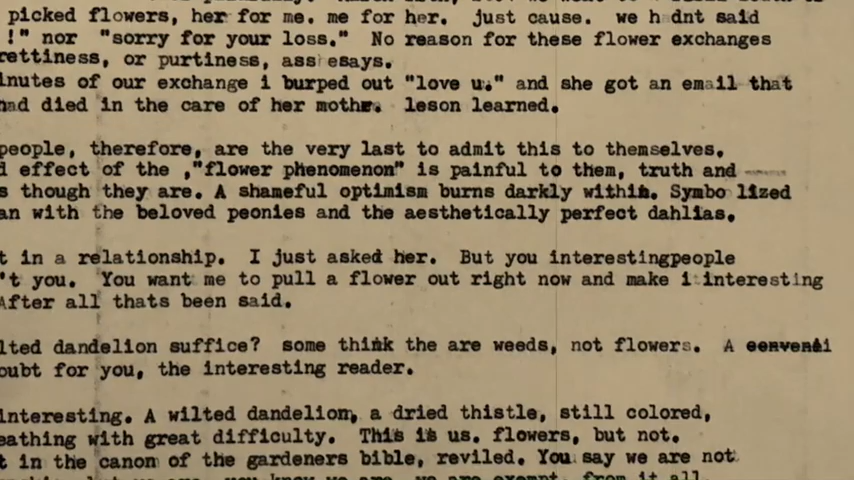 picked flowers, her for me. me for her. just cause. we hadnt said
!" nor "sorry for your loss." No reason for these flower exchanges
rettiness, or purtiness, ass esays.
inutes of our exchange i burped out "love u." and she got an email that
had died in the care of her mothr. leson learned.
people, therefore, are the very last to admit this to themselves.
d effect of the ,"flower phenomenon" is painful to them, truth and
s though they are. A shameful optimism burns darkly within. Symbo lized
an with the beloved peonies and the aesthetically perfect dahlias.
t in a relationship. I just asked her. But you interestingpeople
't you. You want me to pull a flower out right now and make i interesting
After all thats been said.
lted dandelion suffice? some think the are weeds, not flowers. A
oubt for you, the interesting reader.
interesting. A wilted dandelion, a dried thistle, still colored,
eathing with great difficulty. This is us. flowers, but not.
t in the canon of the gardeners bible, reviled. You say we are not